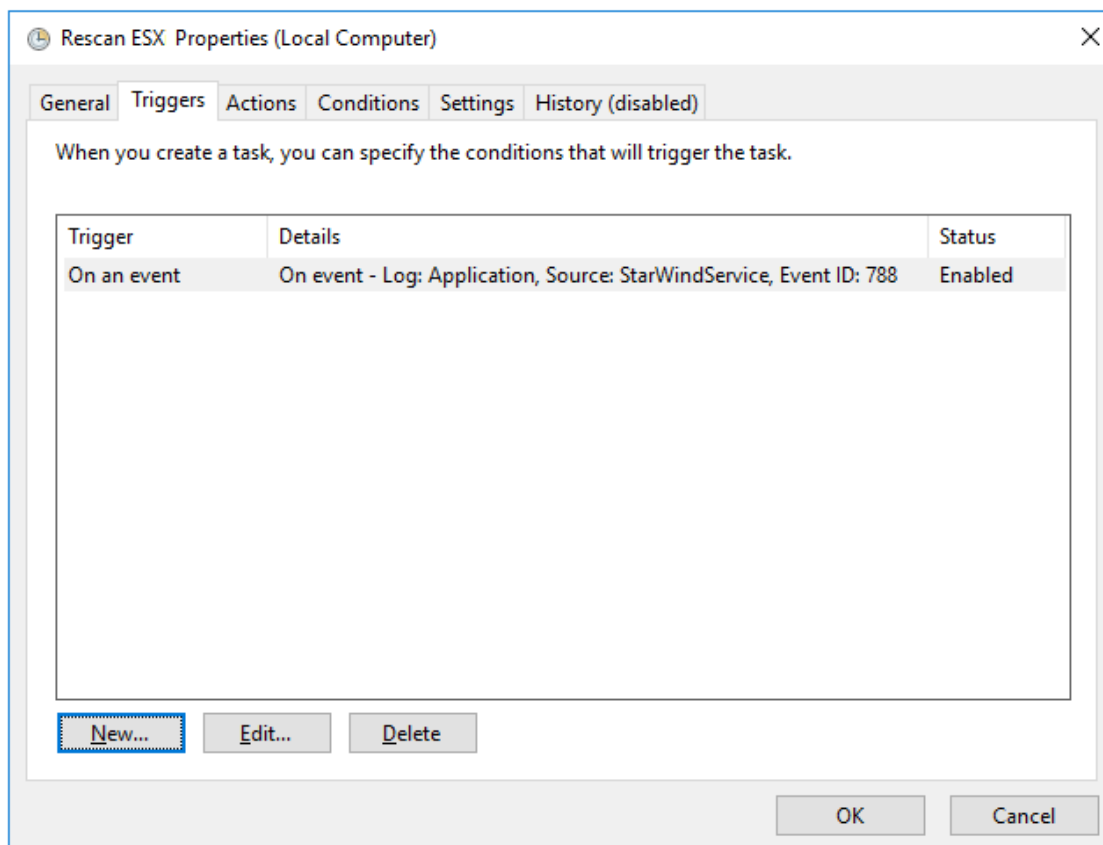 Rescan ESX Properties (Local Computer)
General Triggers Actions Conditions Settings History (disabled)
When you create a task, you can specify the conditions that will trigger the task.
Trigger Details Status
On an event On event - Log: Application, Source: StarWindService, Event ID: 788 Enabled
New... Edit... Delete
OK Cancel